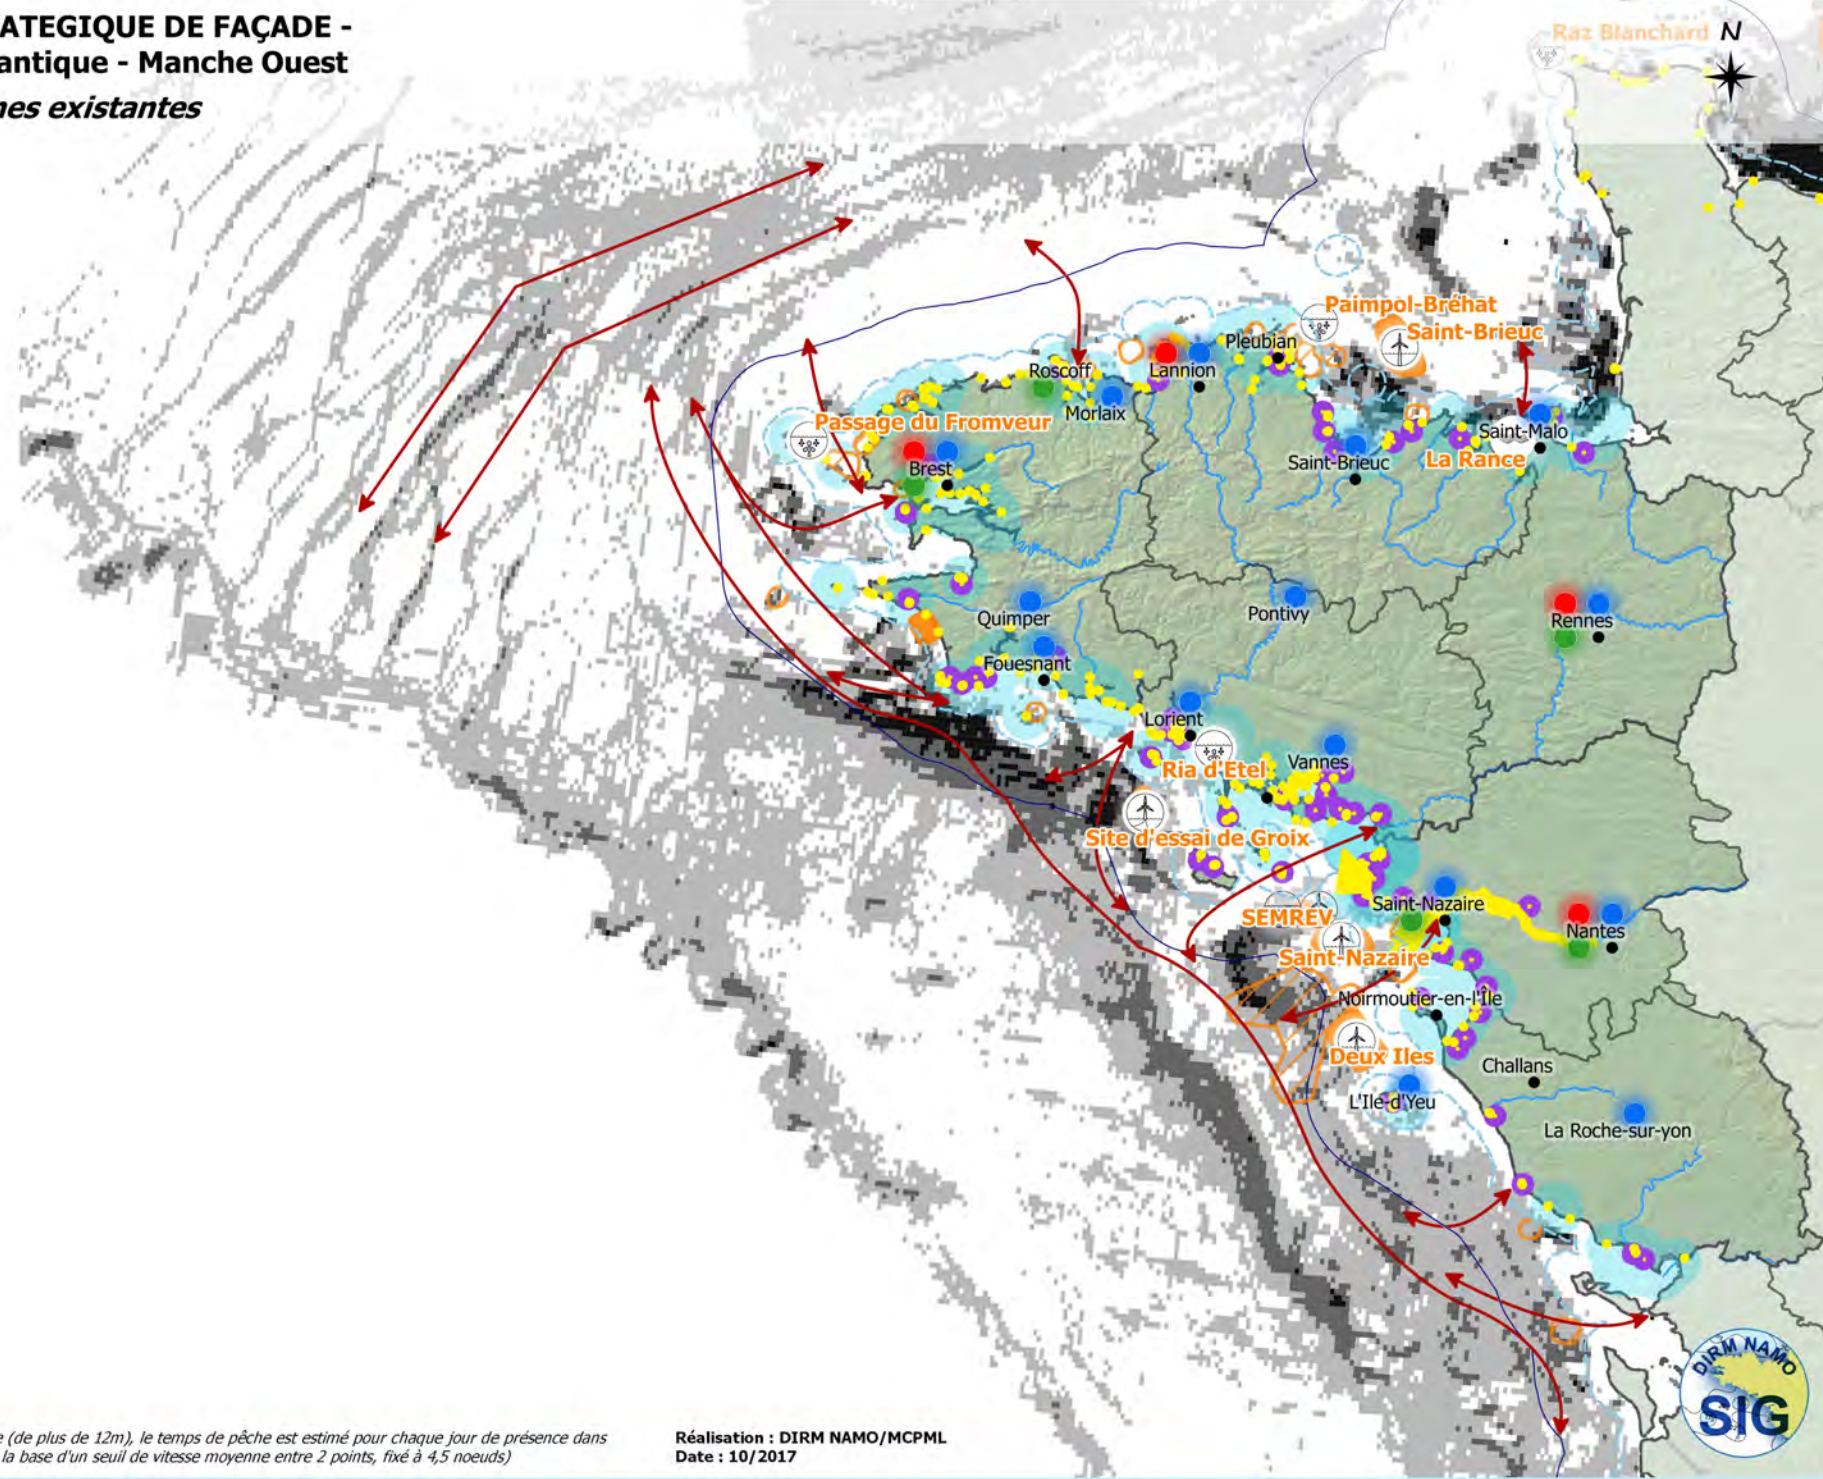 ATEGIQUE DE FAÇADE -
antique - Manche Ouest
nes existantes
Raz Blanchard
N
Paimpol-Bréhat
Saint-Brieuc
Pleubian
Roscoff
Lannion
Morlaix
Passage du Fromveur
Saint-Malo
Saint-Brieuc
La Rance
Brest
Quimper
Pontivy
Rennes
Fouesnant
Lorient
Vannes
Ria d'Etel
Site d'essai de Groix
Saint-Nazaire
SEMREV
Nantes
Saint-Nazaire
Noirmoutier-en-l'Île
Deux Iles
Challans
L'Ile-d'Yeu
La Roche-sur-yon
DIRM NAMO
SIG
e (de plus de 12m), le temps de pêche est estimé pour chaque jour de présence dans
la base d'un seuil de vitesse moyenne entre 2 points, fixé à 4,5 noeuds)
Réalisation : DIRM NAMO/MCPML
Date : 10/2017